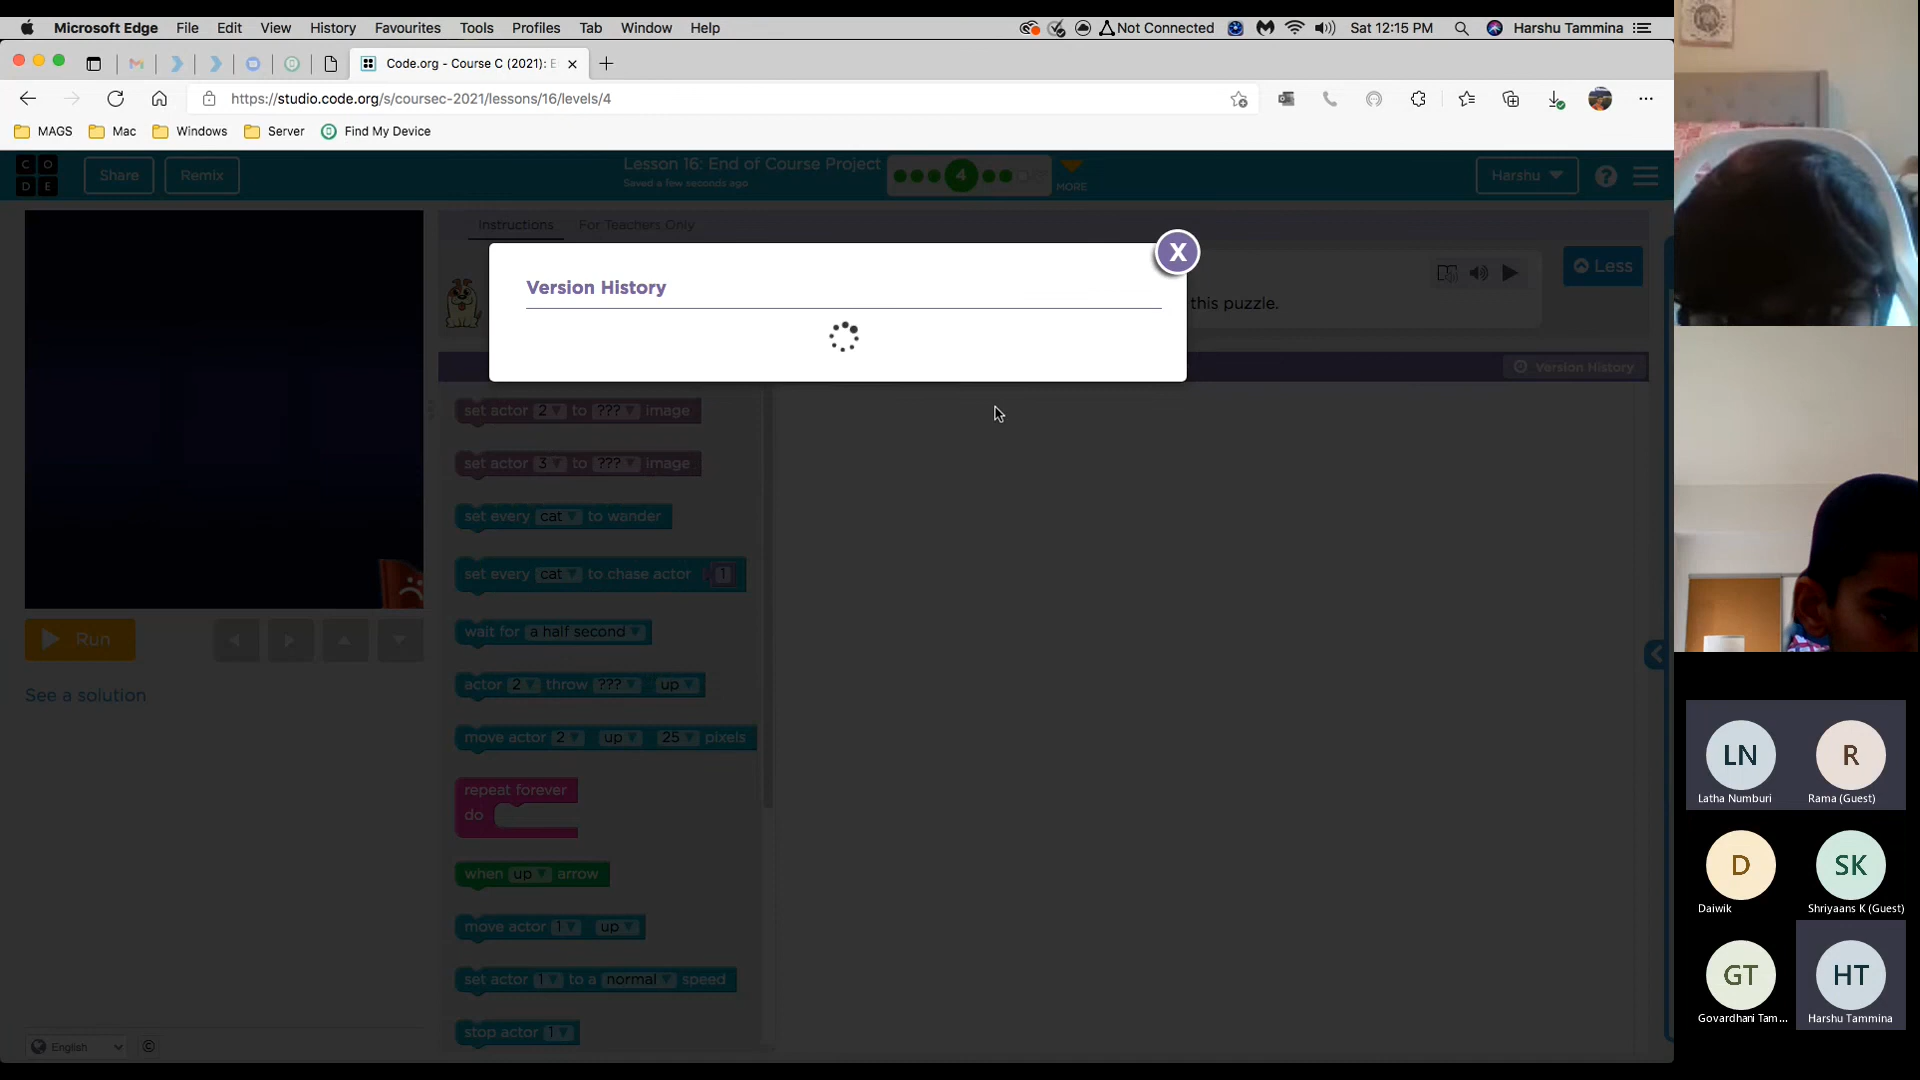 Microsoft Edge File Edit View History Favourites Tools Profiles Tab Window Help Not Connected Sat 12:15 PM Harshu Tammina
Code.org - Course C (2021): E
https://studio.code.org/s/coursec-2021/lessons/16/levels/4
MAGS Mac Windows Server Find My Device
C O
D E
Share Remix
Lesson 16: End of Course Project
Saved a few seconds ago
4
MORE
Harshu
?
Instructions For Teachers Only
X
Version History
Less
this puzzle.
Version History
set actor 2 to ??? image
set actor 3 to ??? image
set every cat to wander
set every cat to chase actor 1
wait for a half second
actor 2 throw ??? up
move actor 2 up 25 pixels
repeat forever
do
when up arrow
move actor 1 up
set actor 1 to a normal speed
stop actor 1
Run
See a solution
English ©
LN
Latha Numburi
R
Rama (Guest)
D
Daiwik
SK
Shriyaans K (Guest)
GT
Govardhani Tam...
HT
Harshu Tammina